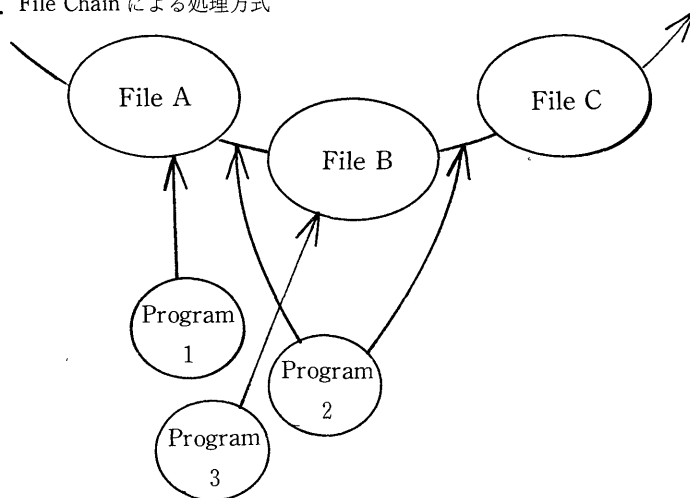 . File Chain による処理方式
File A
File B
File C
Program
1
Program
2
Program
3